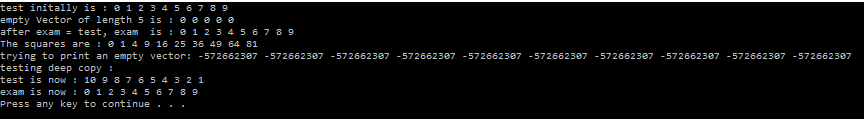 test initally is : 0 1 2 3 4 5 6 7 8 9
empty Vector of length 5 is : 0 0 0 0 0
after exam = test, exam  is : 0 1 2 3 4 5 6 7 8 9
The squares are : 0 1 4 9 16 25 36 49 64 81
trying to print an empty vector: -572662307 -572662307 -572662307 -572662307 -572662307 -572662307 -572662307 -572662307 -572662307 -572662307
testing deep copy :
test is now : 10 9 8 7 6 5 4 3 2 1
exam is now : 0 1 2 3 4 5 6 7 8 9
Press any key to continue . . .